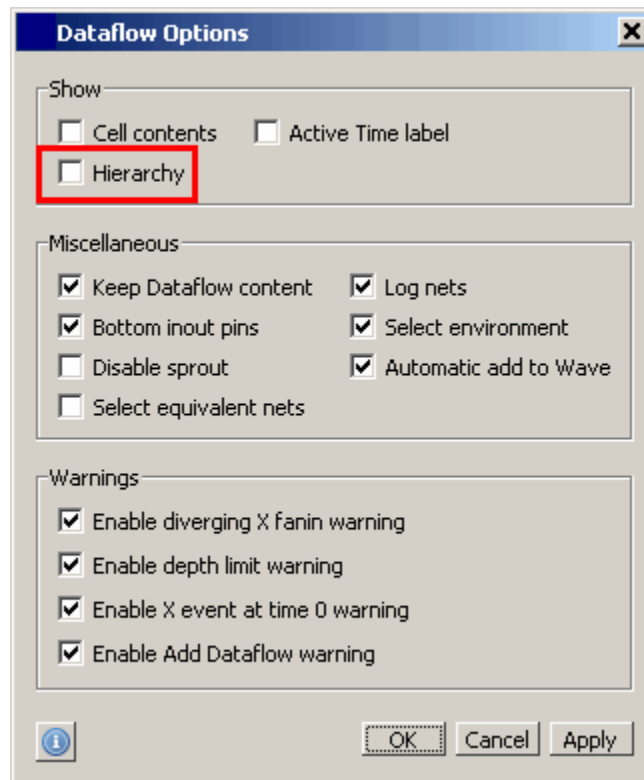 Dataflow Options
Show
Cell contents Active Time label
Hierarchy
Miscellaneous
Keep Dataflow content Log nets
Bottom inout pins Select environment
Disable sprout Automatic add to Wave
Select equivalent nets
Warnings
Enable diverging X fanin warning
Enable depth limit warning
Enable X event at time 0 warning
Enable Add Dataflow warning
OK Cancel Apply